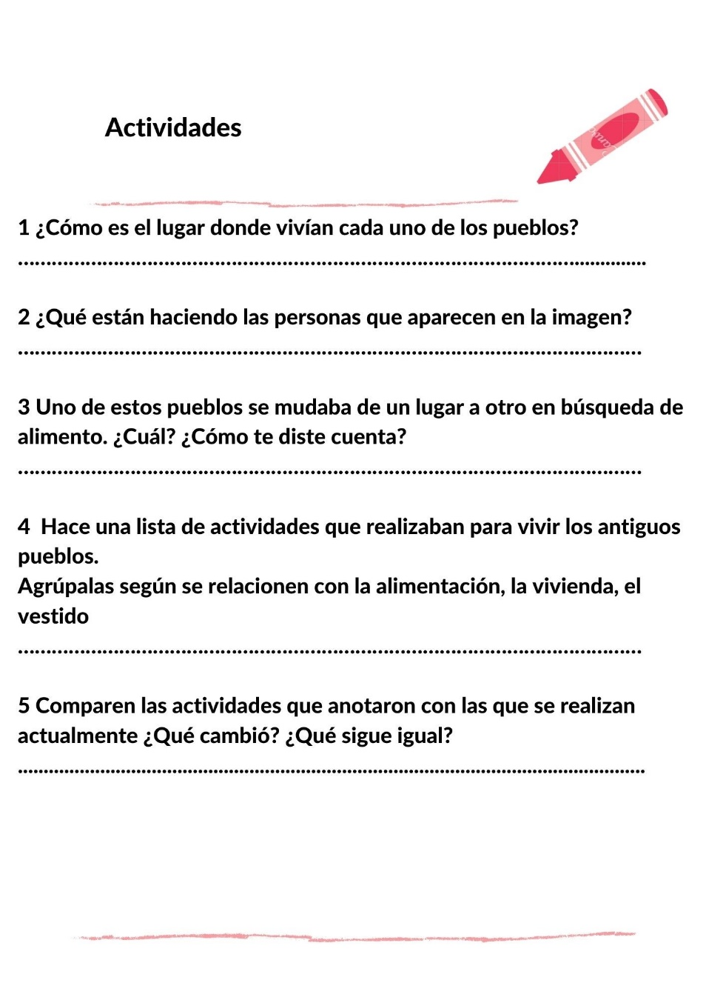 Actividades
1 ¿Cómo es el lugar donde vivían cada uno de los pueblos?
................................................................................................................
2 ¿Qué están haciendo las personas que aparecen en la imagen?
................................................................................................................
3 Uno de estos pueblos se mudaba de un lugar a otro en búsqueda de
alimento. ¿Cuál? ¿Cómo te diste cuenta?
................................................................................................................
4  Hace una lista de actividades que realizaban para vivir los antiguos
pueblos.
Agrúpalas según se relacionen con la alimentación, la vivienda, el
vestido
................................................................................................................
5 Comparen las actividades que anotaron con las que se realizan
actualmente ¿Qué cambió? ¿Qué sigue igual?
................................................................................................................